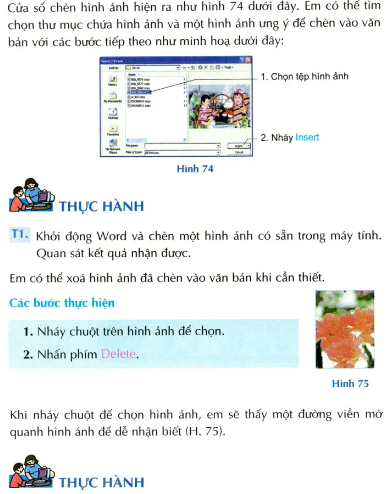 Cửa sổ chèn hình ảnh hiện ra như hình 74 dưới đây. Em có thể tìm
chọn thư mục chứa hình ảnh và một hình ảnh ưng ý để chèn vào văn
bản với các bước tiếp theo như minh hoạ dưới đây:
1. Chọn tệp hình ảnh
2. Nháy Insert
Hình 74
THỰC HÀNH
T1. Khởi động Word và chèn một hình ảnh có sẵn trong máy tính.
Quan sát kết quả nhận được.
Em có thể xoá hình ảnh đã chèn vào văn bản khi cần thiết.
Các bước thực hiện
1. Nháy chuột trên hình ảnh để chọn.
2. Nhấn phím Delete.
Hình 75
Khi nháy chuột để chọn hình ảnh, em sẽ thấy một đường viền mờ
quanh hình ảnh để dễ nhận biết (H. 75).
THỰC HÀNH